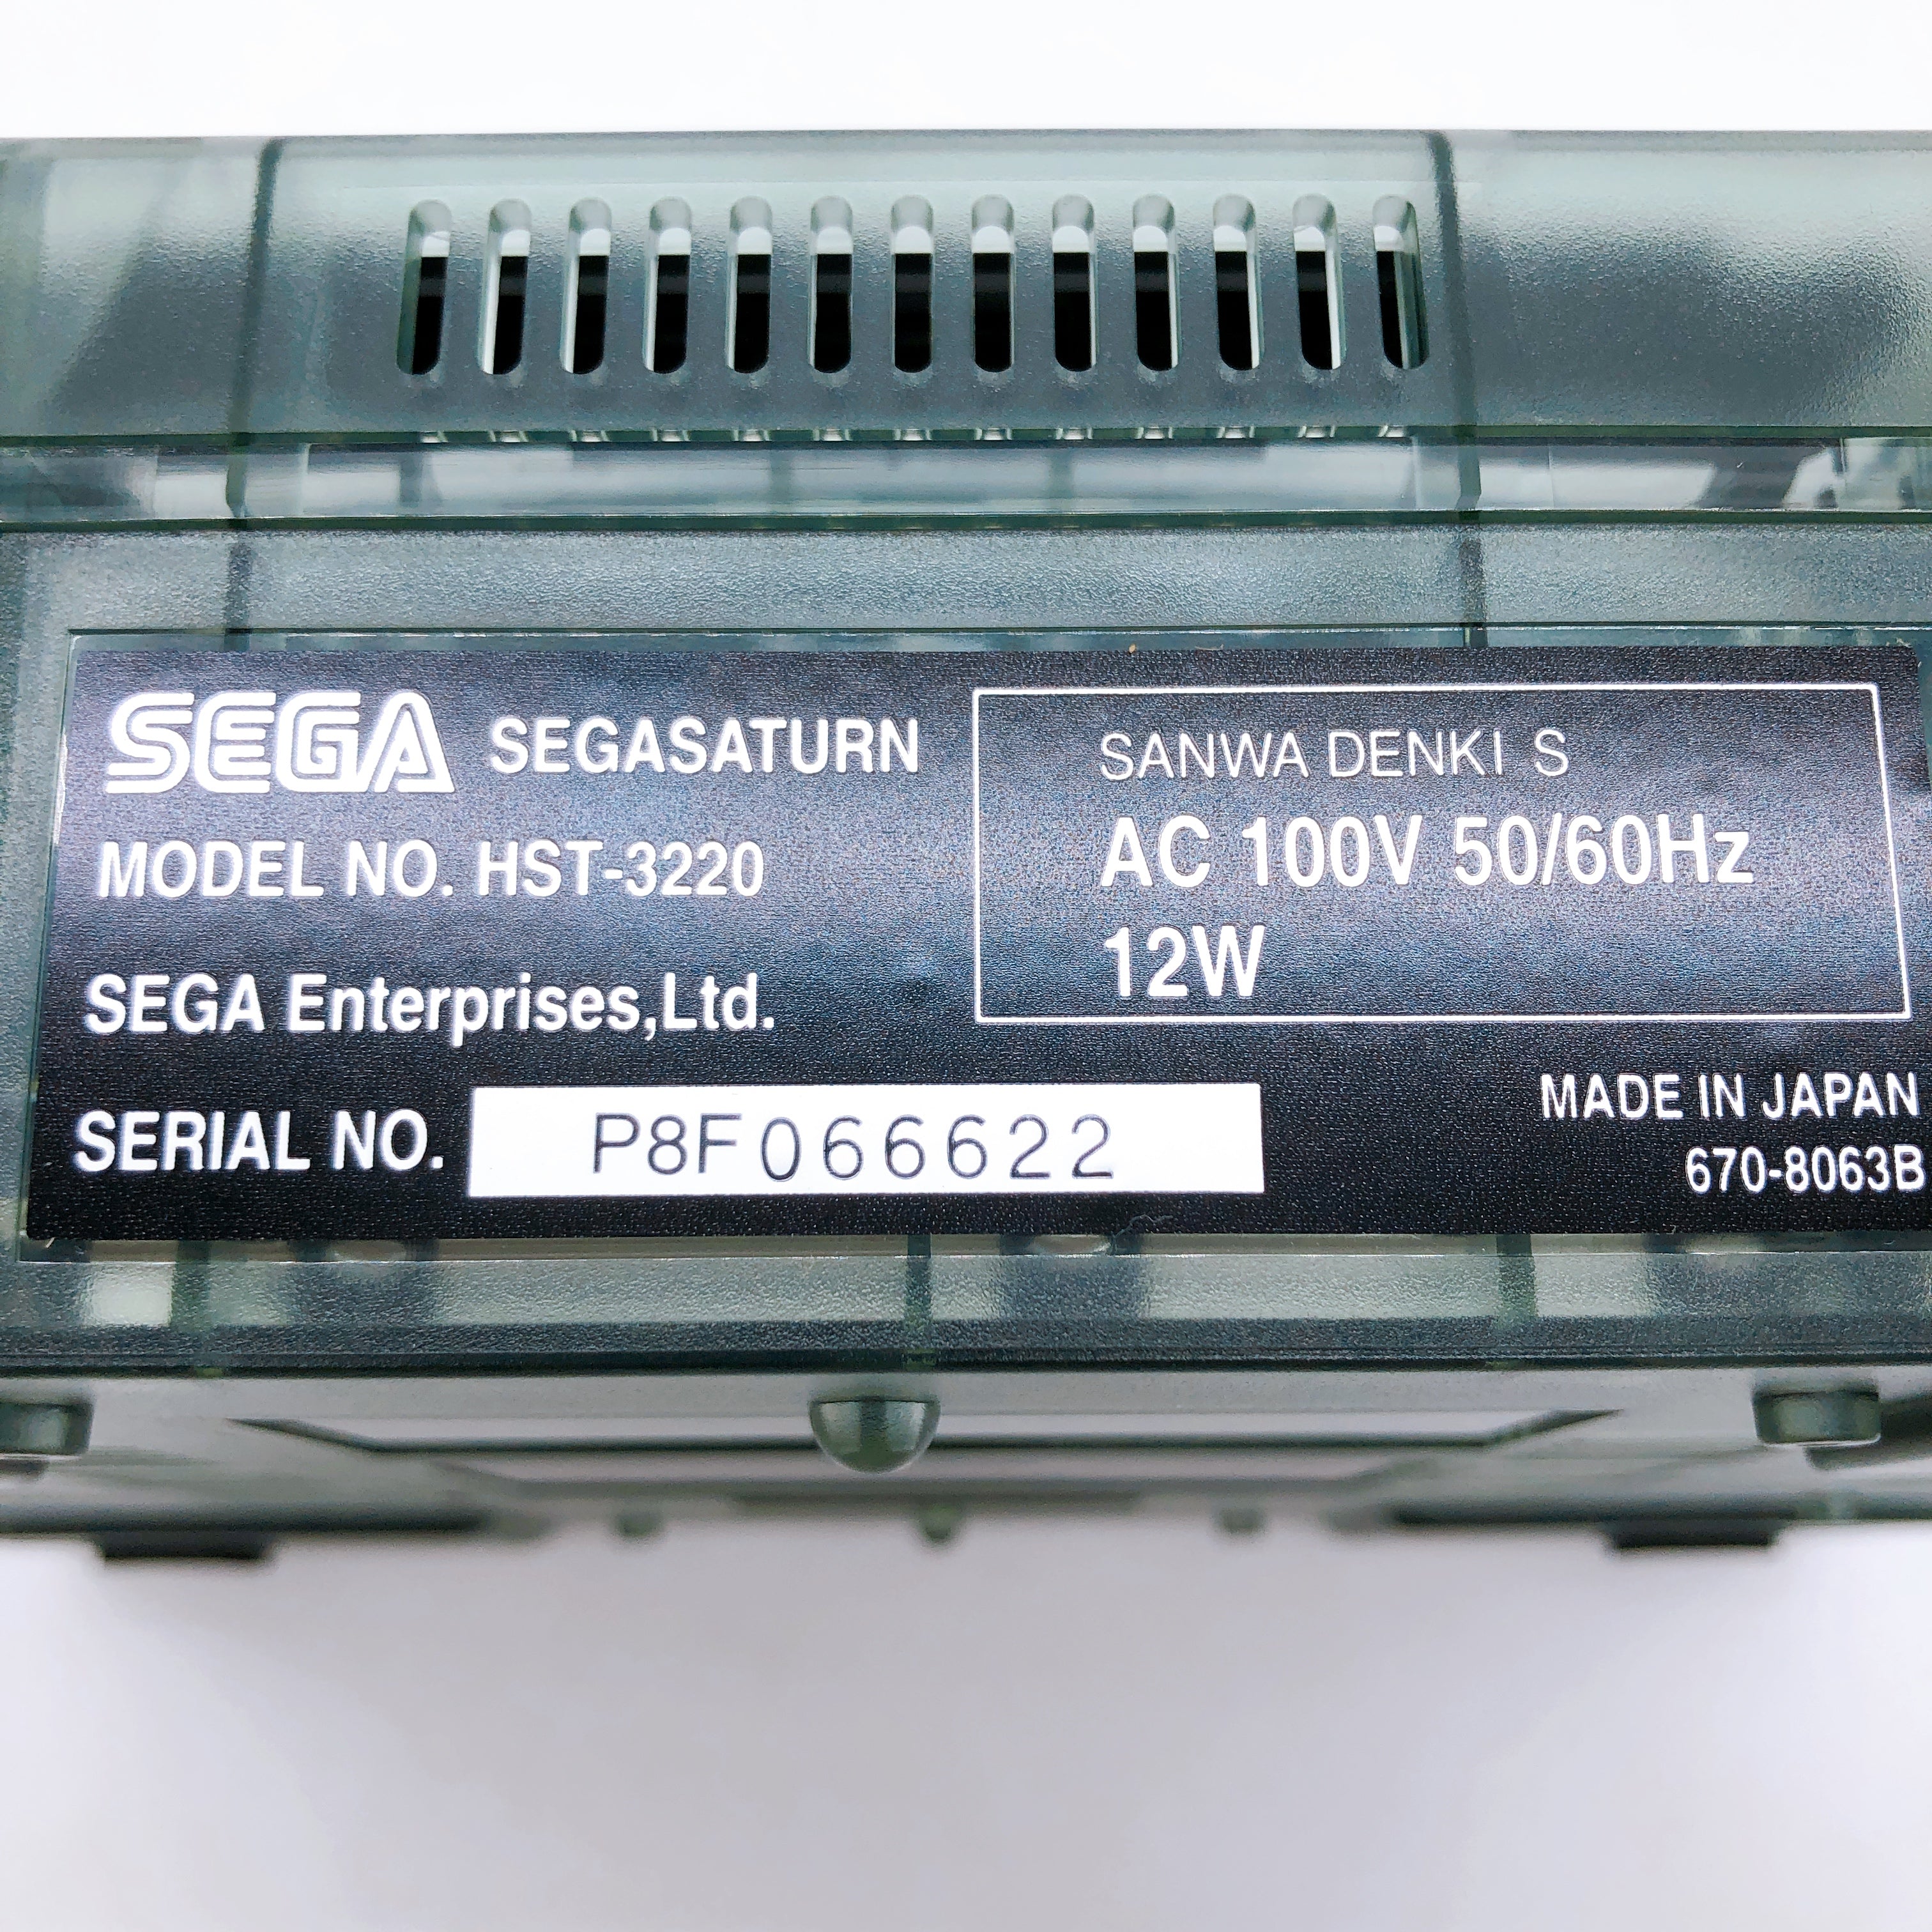 SEGA SEGASATURN
MODEL NO. HST-3220
SEGA Enterprises,Ltd.
SERIAL NO. P8F066622
SANWA DENKI S
AC 100V 50/60Hz
12W
MADE IN JAPAN
670-8063B